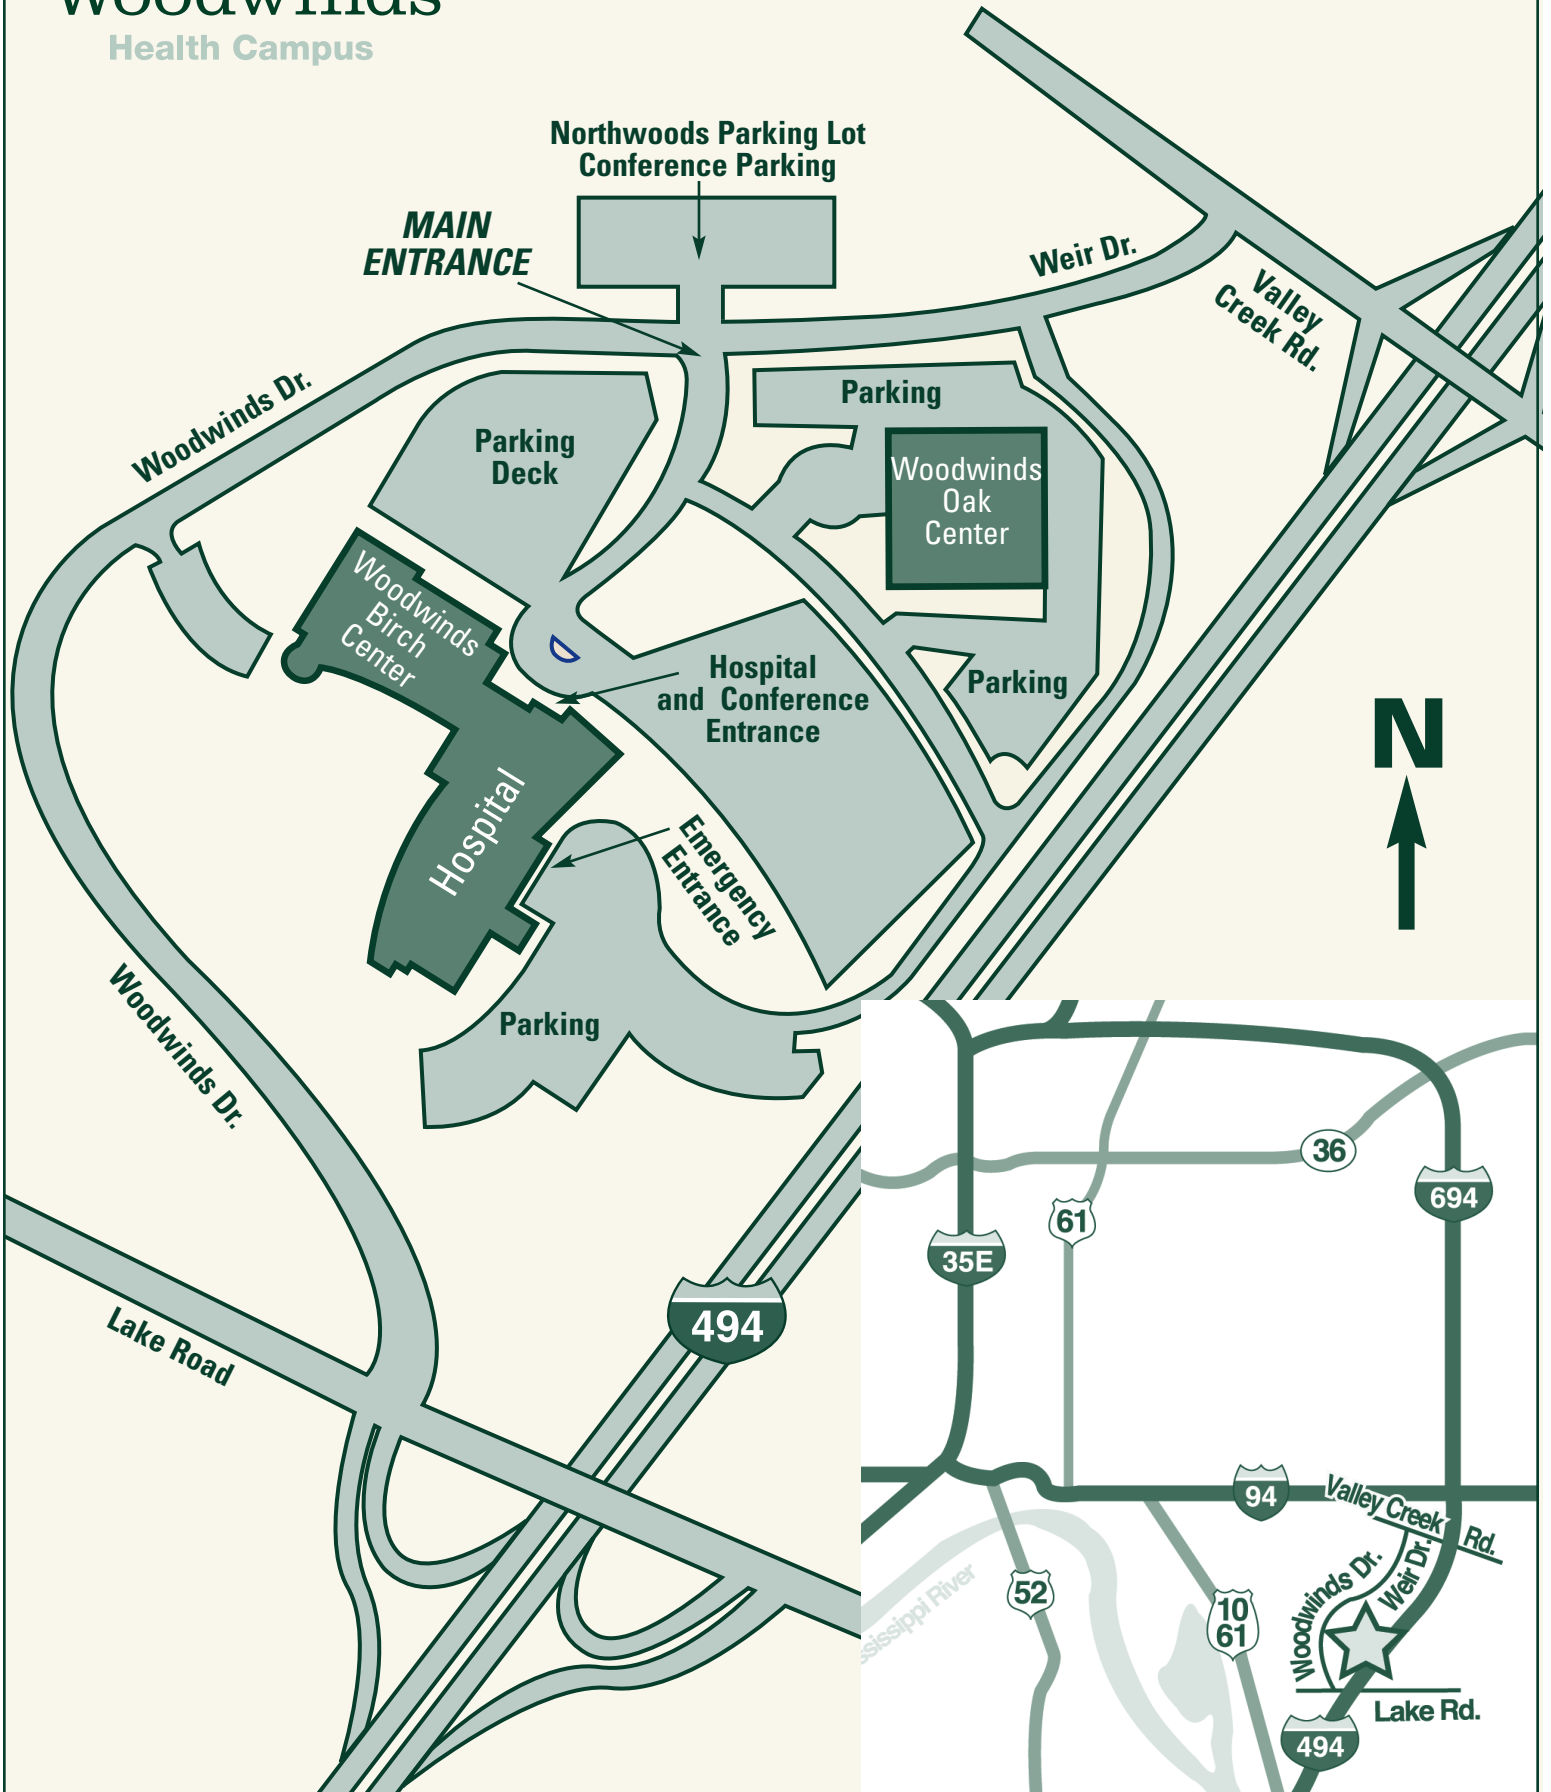 Woodwinds
Health Campus
Northwoods Parking Lot
Conference Parking
MAIN
ENTRANCE
Weir Dr.
Valley
Creek Rd.
Woodwinds Dr.
Parking
Parking
Deck
Woodwinds
Oak
Center
Woodwinds
Birch
Center
Hospital
and Conference
Entrance
Parking
N
Hospital
Emergency
Entrance
Parking
Woodwinds Dr.
Lake Road
494
36
694
61
35E
94
Valley Creek Rd.
Woodwinds Dr.
Weir Dr.
52
10
61
River
Lake Rd.
494